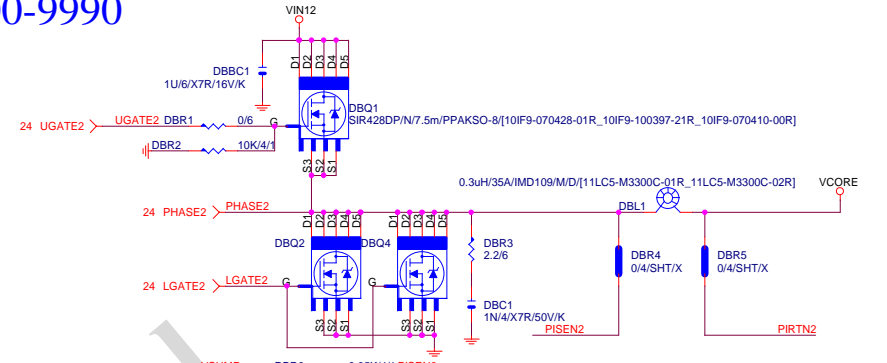 0-9990
VIN12
D1 D2 D3 D4 D5
DBBC1
1U/6/X7R/16V/K
DBQ1
SIR428DP/N/7.5m/PPAKSO-8/[10IF9-070428-01R_10IF9-100397-21R_10IF9-070410-00R]
24 UGATE2 UGATE2 DBR1 0/6 G
DBR2 10K/4/1
S3 S2 S1
0.3uH/35A/IMD109/M/D/[11LC5-M3300C-01R_11LC5-M3300C-02R] VCORE
24 PHASE2 PHASE2 DBL1
D1 D2 D3 D4 D5 D1 D2 D3 D4 D5
DBQ2 DBQ4 DBR3
2.2/6
DBR4
0/4/SHT/X
DBR5
0/4/SHT/X
24 LGATE2 LGATE2 G G
DBC1
1N/4/X7R/50V/K
S3 S2 S1 S3 S2 S1
PISEN2 PIRTN2